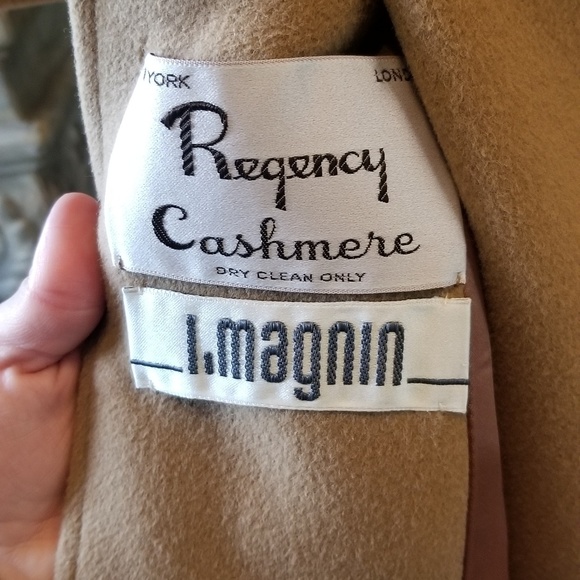 YORK LOND
Regency
Cashmere
DRY CLEAN ONLY
I. magnin